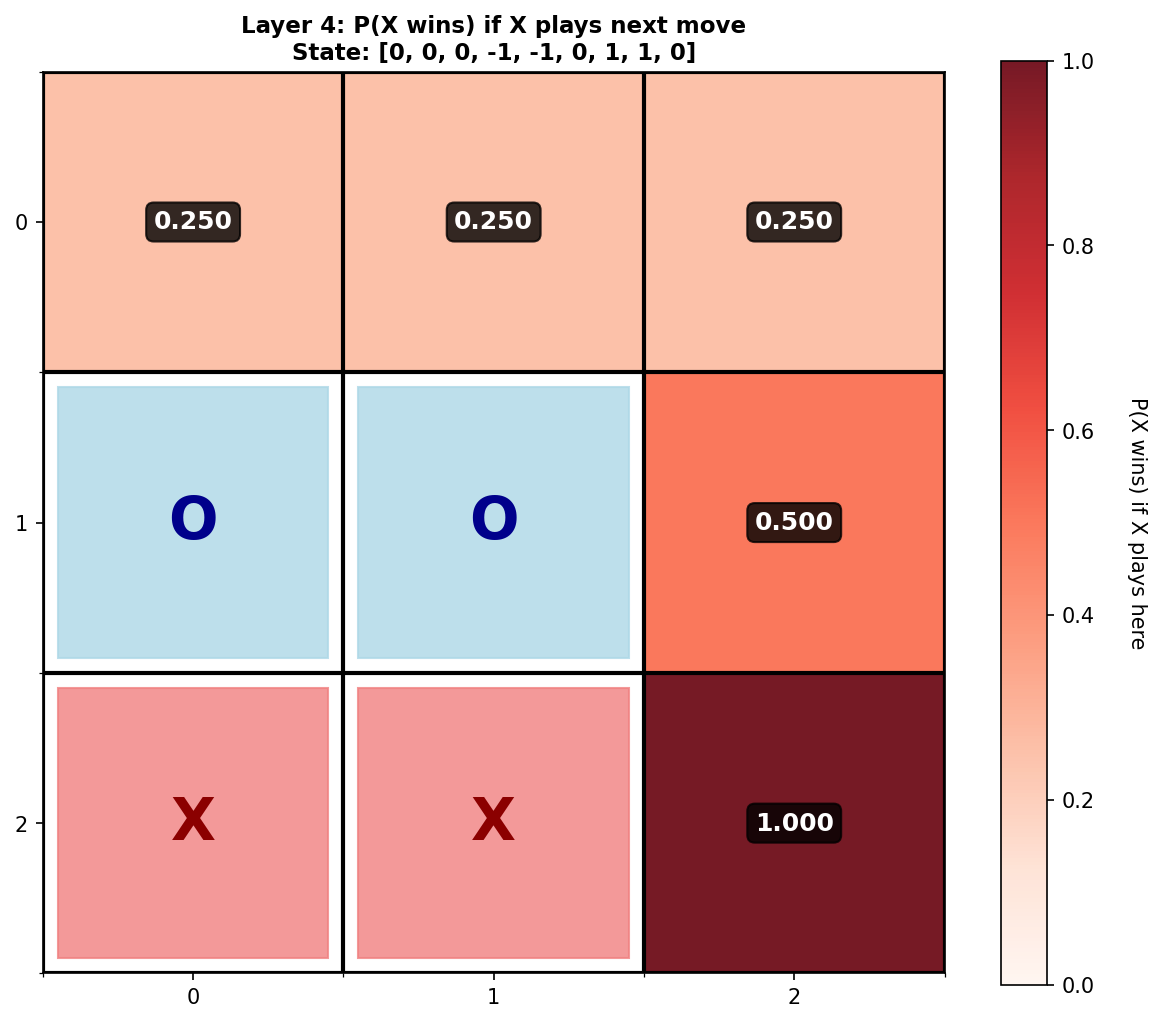 Layer 4: P(X wins) if X plays next move
State: [0, 0, 0, -1, -1, 0, 1, 1, 0]
0.250 0.250 0.250
O O 0.500
X X 1.000
0
1
2
0 1 2
1.0
0.8
0.6
0.4
0.2
0.0
P(X wins) if X plays here